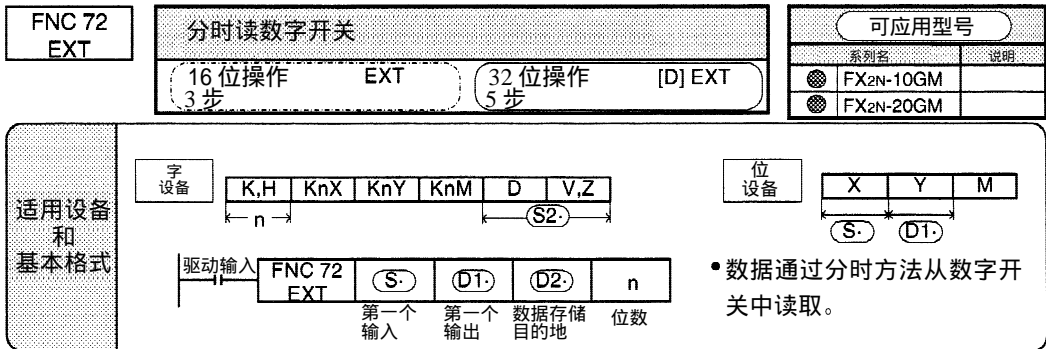 FNC 72
EXT
分时读数字开关
16 位操作 EXT
3 步
32 位操作 [D] EXT
5 步
可应用型号
系列名 说明
FX2N-10GM
FX2N-20GM
适用设备
和
基本格式
字
设备
K,H KnX KnY KnM D V,Z
n S2·
位
设备
X Y M
S· D1·
驱动输入
FNC 72
EXT
S· D1· D2· n
第一个
输入
第一个
输出
数据存储
目的地
位数
•数据通过分时方法从数字开
关中读取。